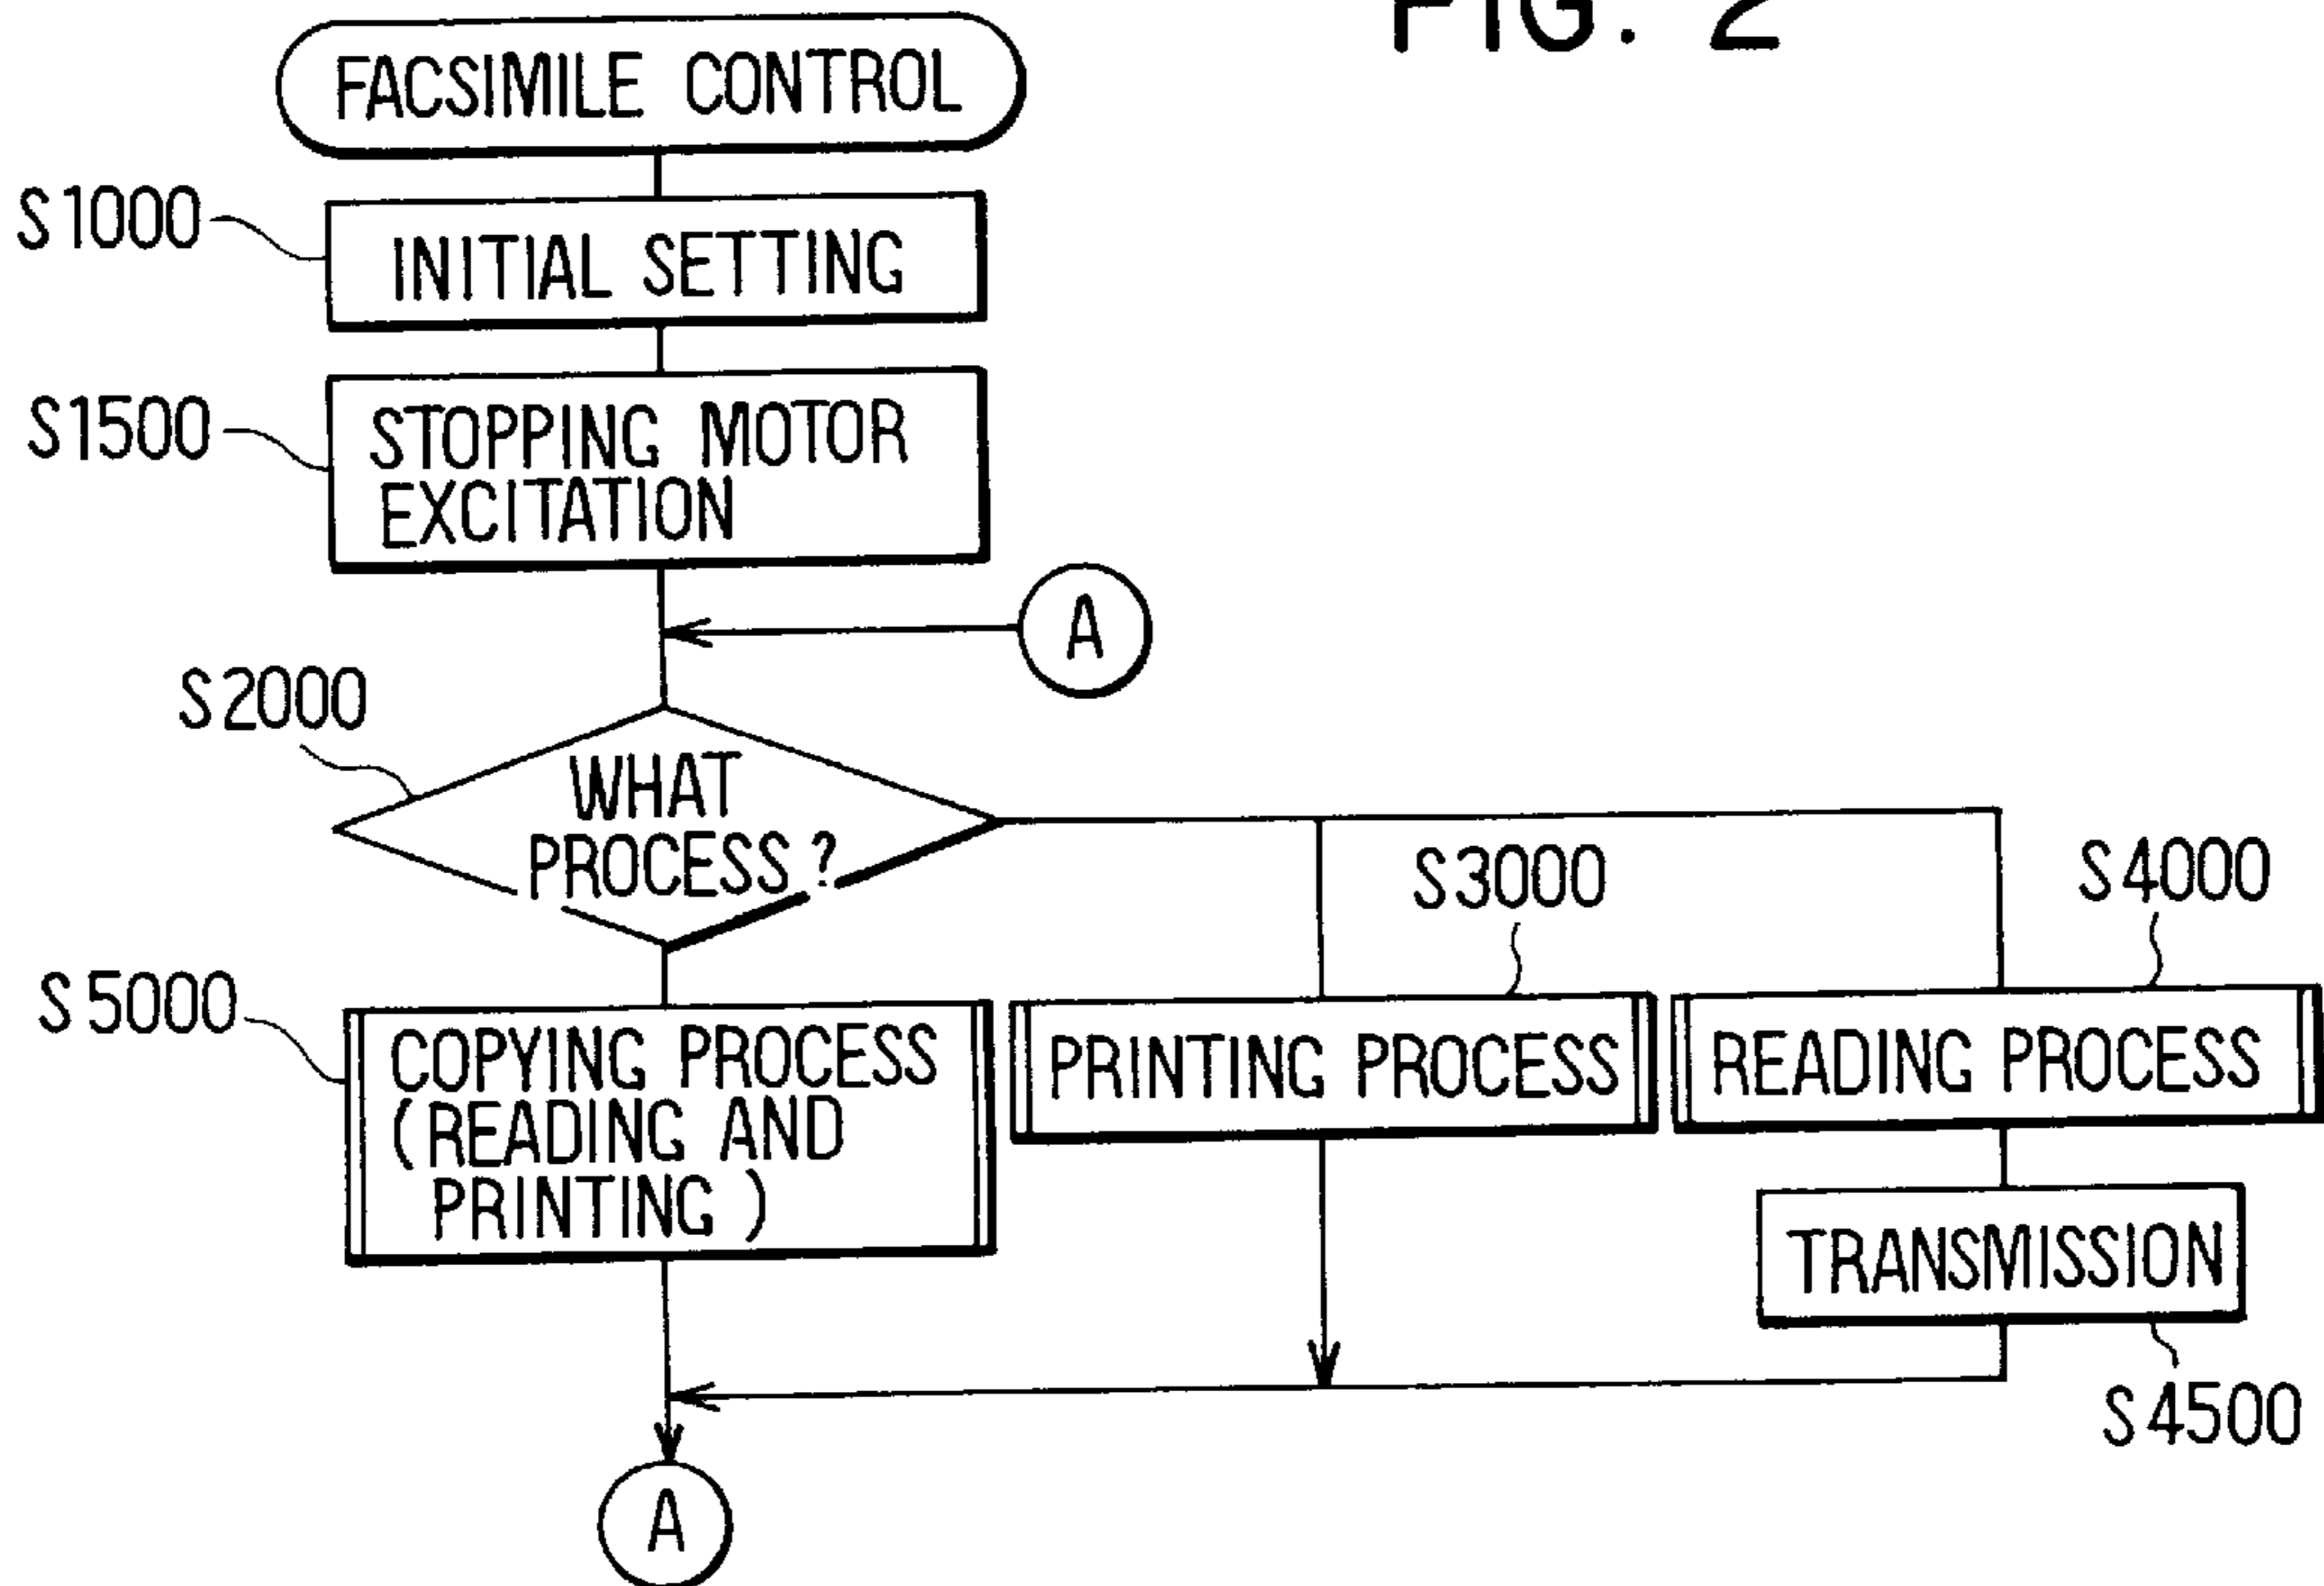 FIG. 2
FACSIMILE CONTROL
S1000
INITIAL SETTING
S1500
STOPPING MOTOR
EXCITATION
A
S2000
WHAT
PROCESS ?
S3000
S4000
S5000
COPYING PROCESS
(READING AND
PRINTING )
PRINTING PROCESS
READING PROCESS
TRANSMISSION
S4500
A